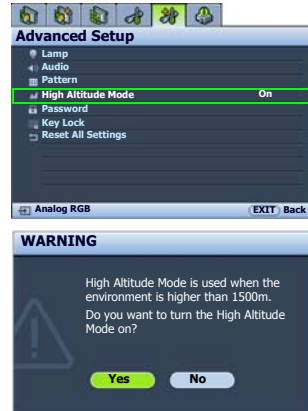 Advanced Setup
Lamp
Audio
Pattern
High Altitude Mode On
Password
Key Lock
Reset All Settings
Analog RGB EXIT Back
WARNING
High Altitude Mode is used when the
environment is higher than 1500m.
Do you want to turn the High Altitude
Mode on?
Yes No